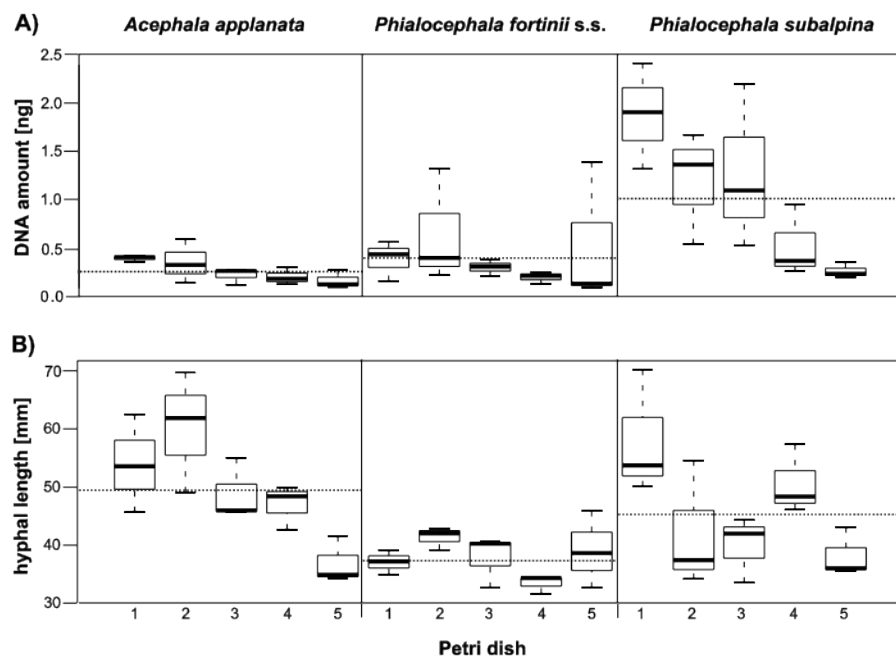 A)
Acephala applanata
Phialocephala fortinii s.s.
Phialocephala subalpina
DNA amount [ng]
2.0
1.5
1.0
0.5
0.0
B)
hyphal length [mm]
70
60
50
40
30
1 2 3 4 5 1 2 3 4 5 1 2 3 4 5
Petri dish